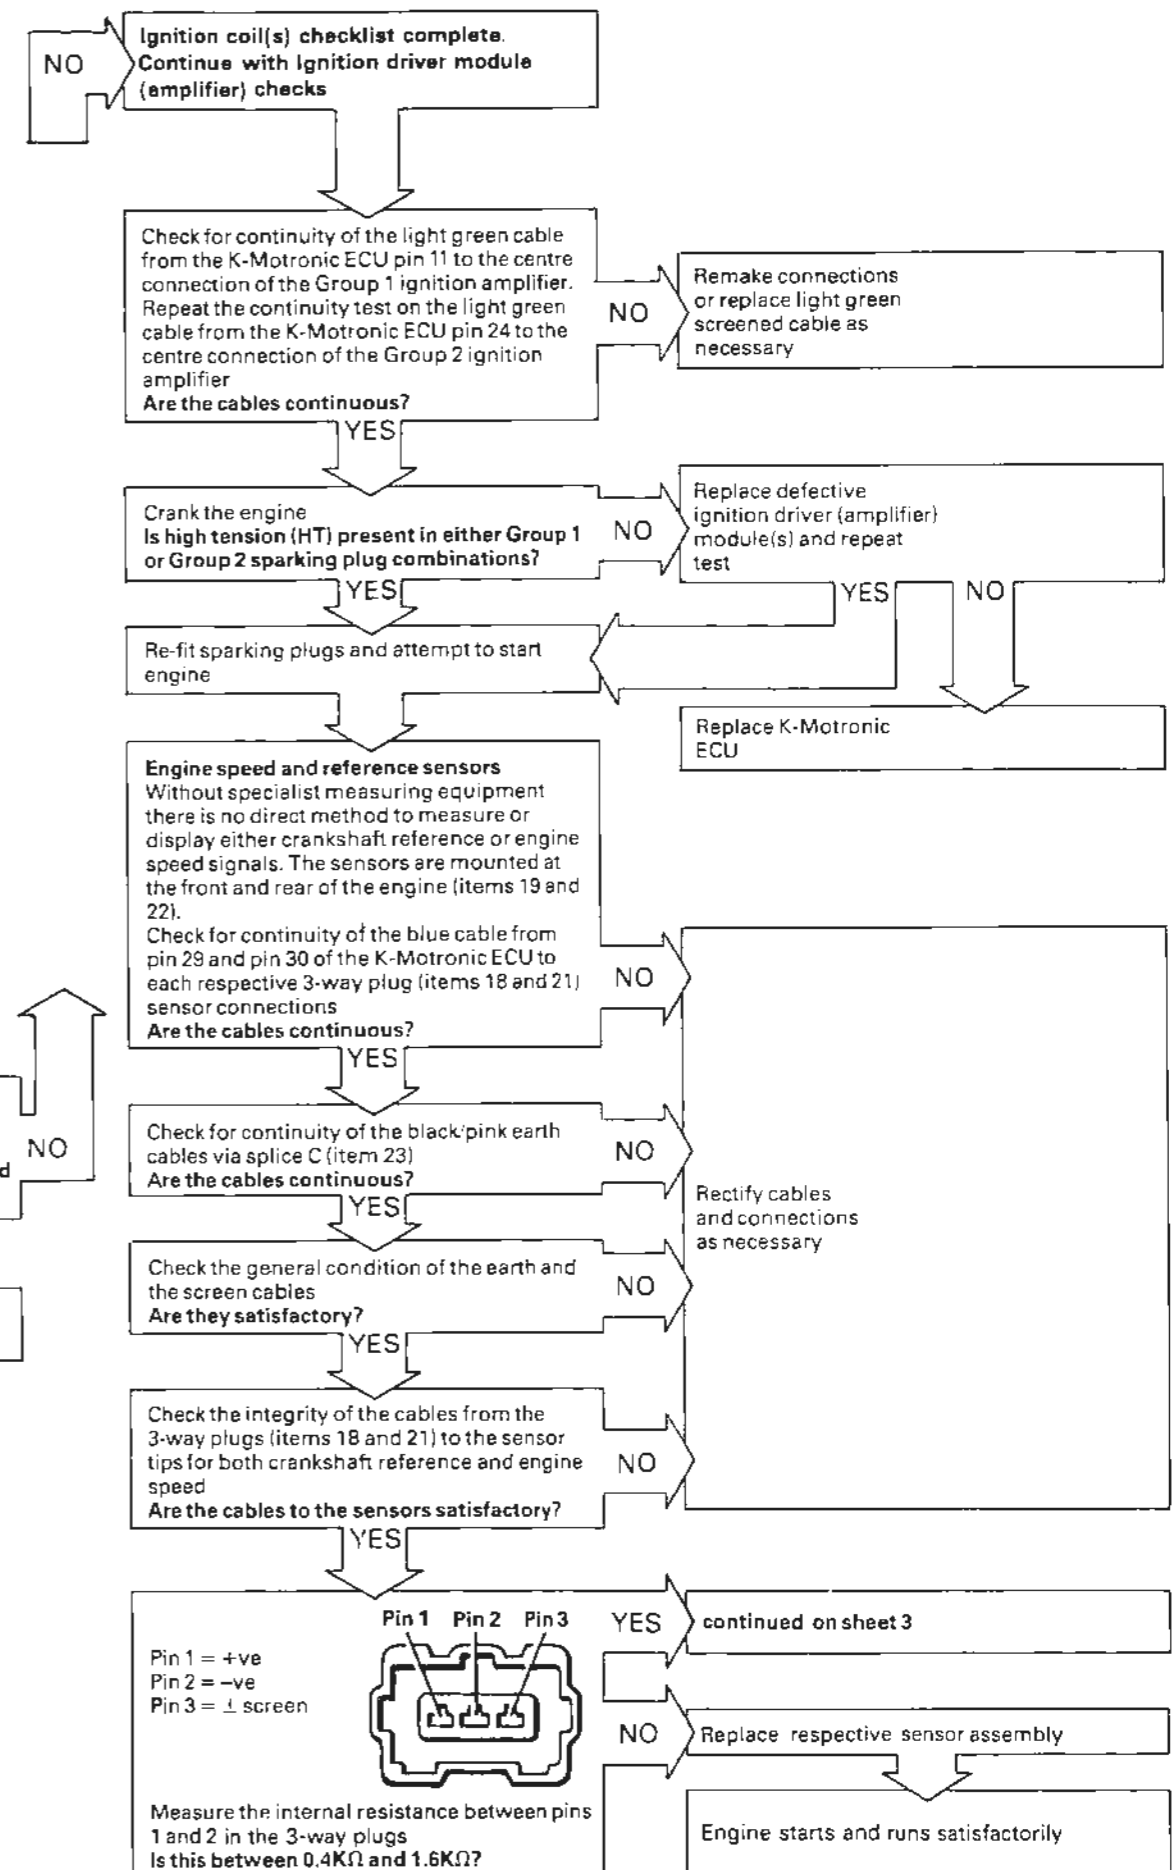 NO
Ignition coil(s) checklist complete.
Continue with Ignition driver module
(amplifier) checks
Check for continuity of the light green cable
from the K-Motronic ECU pin 11 to the centre
connection of the Group 1 ignition amplifier.
Repeat the continuity test on the light green
cable from the K-Motronic ECU pin 24 to the
centre connection of the Group 2 ignition
amplifier
Are the cables continuous?
NO
Remake connections
or replace light green
screened cable as
necessary
YES
Crank the engine
Is high tension (HT) present in either Group 1
or Group 2 sparking plug combinations?
NO
Replace defective
ignition driver (amplifier)
module(s) and repeat
test
YES
YES
NO
Re-fit sparking plugs and attempt to start
engine
Replace K-Motronic
ECU
Engine speed and reference sensors
Without specialist measuring equipment
there is no direct method to measure or
display either crankshaft reference or engine
speed signals. The sensors are mounted at
the front and rear of the engine (items 19 and
22).
Check for continuity of the blue cable from
pin 29 and pin 30 of the K-Motronic ECU to
each respective 3-way plug (items 18 and 21)
sensor connections
Are the cables continuous?
NO
YES
NO
d
Check for continuity of the black/pink earth
cables via splice C (item 23)
Are the cables continuous?
NO
Rectify cables
and connections
as necessary
YES
Check the general condition of the earth and
the screen cables
Are they satisfactory?
NO
YES
Check the integrity of the cables from the
3-way plugs (items 18 and 21) to the sensor
tips for both crankshaft reference and engine
speed
Are the cables to the sensors satisfactory?
NO
YES
Pin 1 Pin 2 Pin 3
Pin 1 = +ve
Pin 2 = –ve
Pin 3 = ⊥ screen
YES
continued on sheet 3
NO
Replace respective sensor assembly
Measure the internal resistance between pins
1 and 2 in the 3-way plugs
Is this between 0.4KΩ and 1.6KΩ?
Engine starts and runs satisfactorily